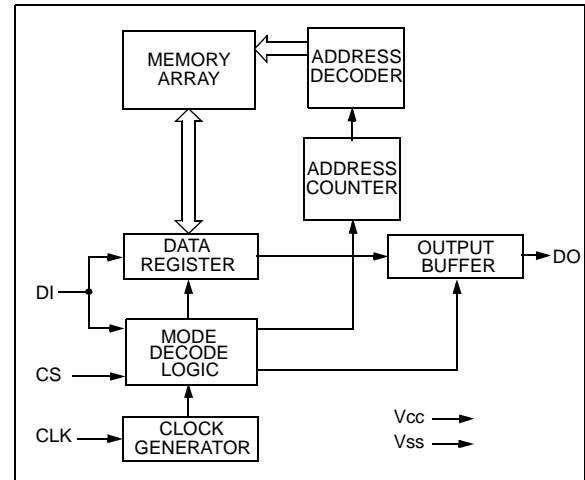 MEMORY
ARRAY
ADDRESS
DECODER
ADDRESS
COUNTER
DATA
REGISTER
OUTPUT
BUFFER
DO
DI
MODE
DECODE
LOGIC
CS
CLK
CLOCK
GENERATOR
Vcc
Vss